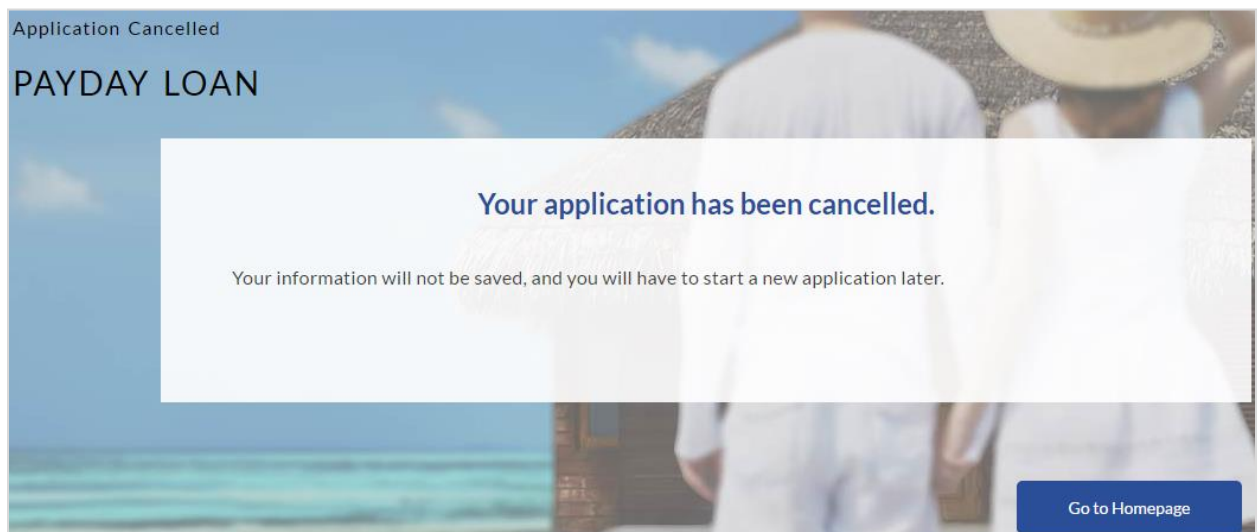 Application Cancelled
PAYDAY LOAN
Your application has been cancelled.
Your information will not be saved, and you will have to start a new application later.
Go to Homepage